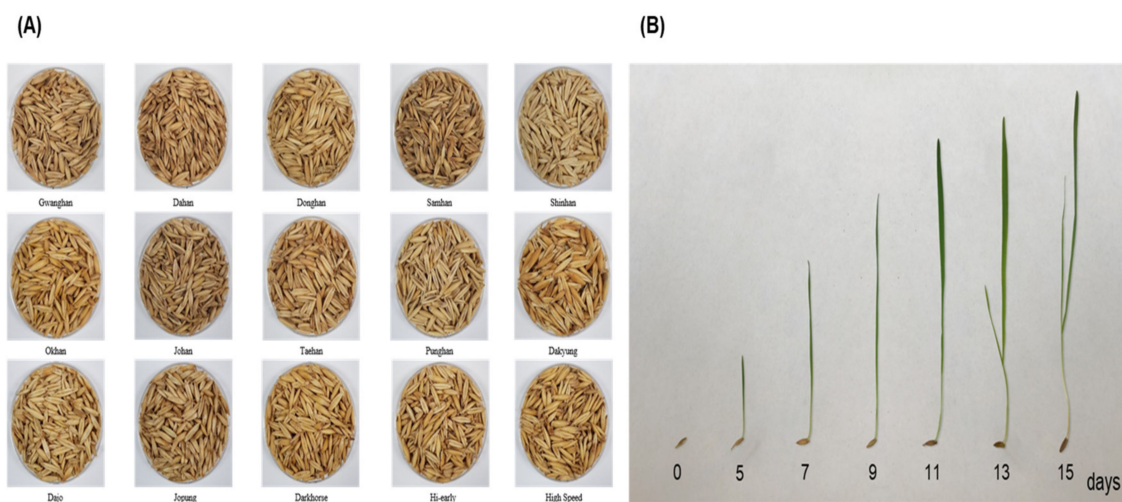 (A)
(B)
Gwanghan Dahan Donghan Samhan Shinhan
Okhan Johan Taehan Punghan Dakyung
Dajo Jopung Darkhorse Hi-early High Speed
0 5 7 9 11 13 15 days